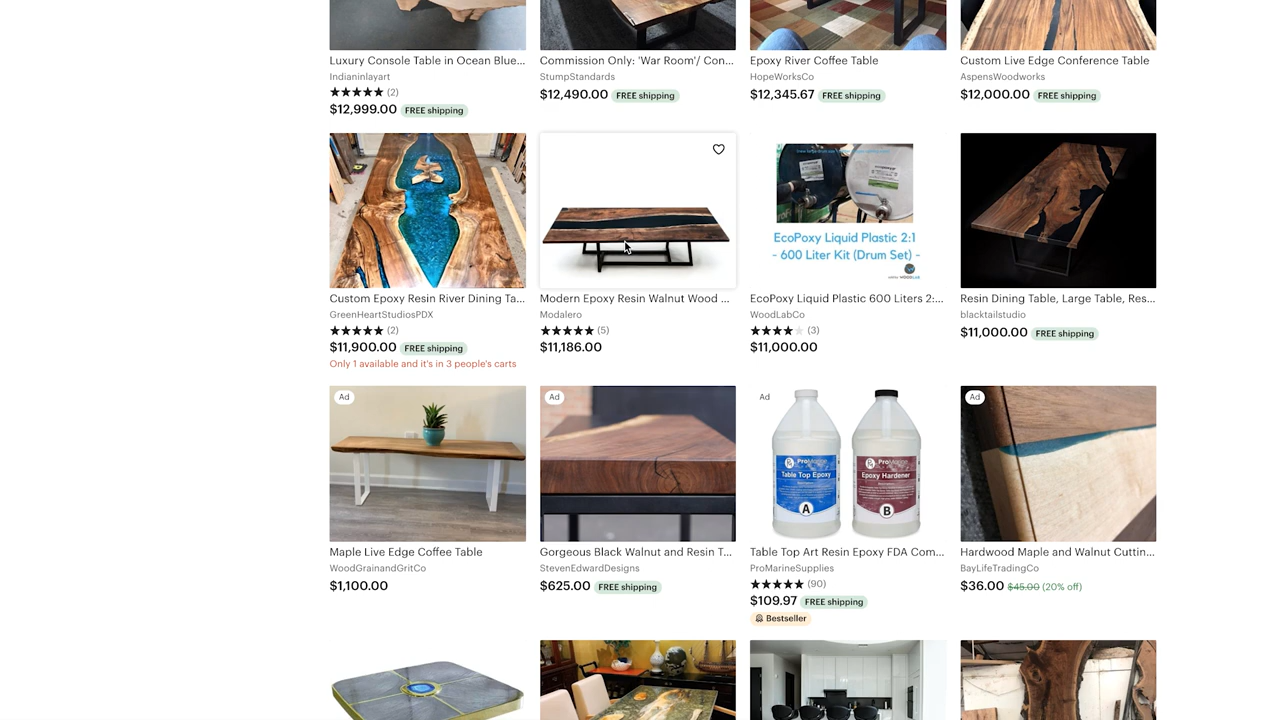 Luxury Console Table in Ocean Blue...
Indianinlayart
(2)
$12,999.00 FREE shipping
Commission Only: 'War Room'/ Con...
StumpStandards
$12,490.00 FREE shipping
Epoxy River Coffee Table
HopeWorksCo
$12,345.67 FREE shipping
Custom Live Edge Conference Table
AspensWoodworks
$12,000.00 FREE shipping
Custom Epoxy Resin River Dining Ta...
GreenHeartStudiosPDX
(2)
$11,900.00 FREE shipping
Only 1 available and it's in 3 people's carts
Modern Epoxy Resin Walnut Wood ...
Modalero
(5)
$11,186.00
EcoPoxy Liquid Plastic 2:1
- 600 Liter Kit (Drum Set) -
EcoPoxy Liquid Plastic 600 Liters 2:...
WoodLabCo
(3)
$11,000.00
Resin Dining Table, Large Table, Res...
blacktailstudio
$11,000.00 FREE shipping
Ad
Maple Live Edge Coffee Table
WoodGrainandGritCo
$1,100.00
Ad
Gorgeous Black Walnut and Resin T...
StevenEdwardDesigns
$625.00 FREE shipping
Ad
ProMarine
Table Top Epoxy
A
ProMarine
Epoxy Hardener
B
Table Top Art Resin Epoxy FDA Com...
ProMarineSupplies
(90)
$109.97 FREE shipping
Bestseller
Ad
Hardwood Maple and Walnut Cuttin...
BayLifeTradingCo
$36.00 $45.00 (20% off)